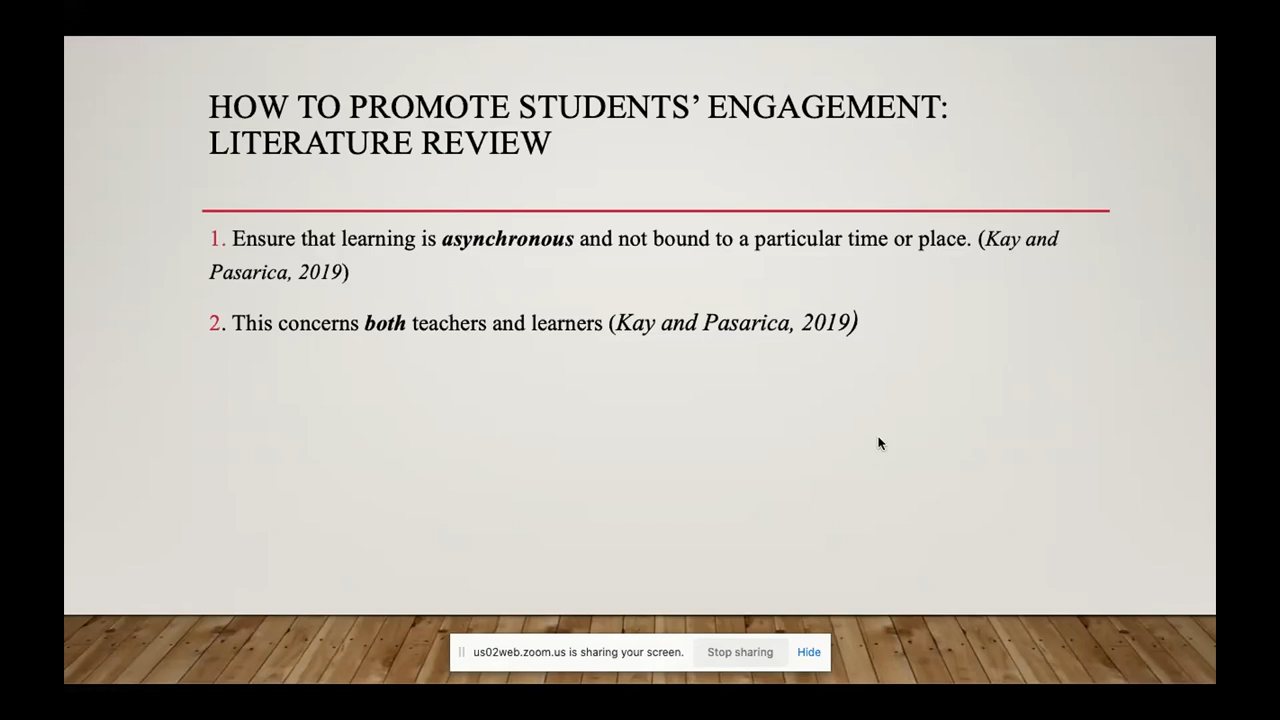 HOW TO PROMOTE STUDENTS’ ENGAGEMENT:
LITERATURE REVIEW
1. Ensure that learning is asynchronous and not bound to a particular time or place. (Kay and
Pasarica, 2019)
2. This concerns both teachers and learners (Kay and Pasarica, 2019)
us02web.zoom.us is sharing your screen. Stop sharing Hide